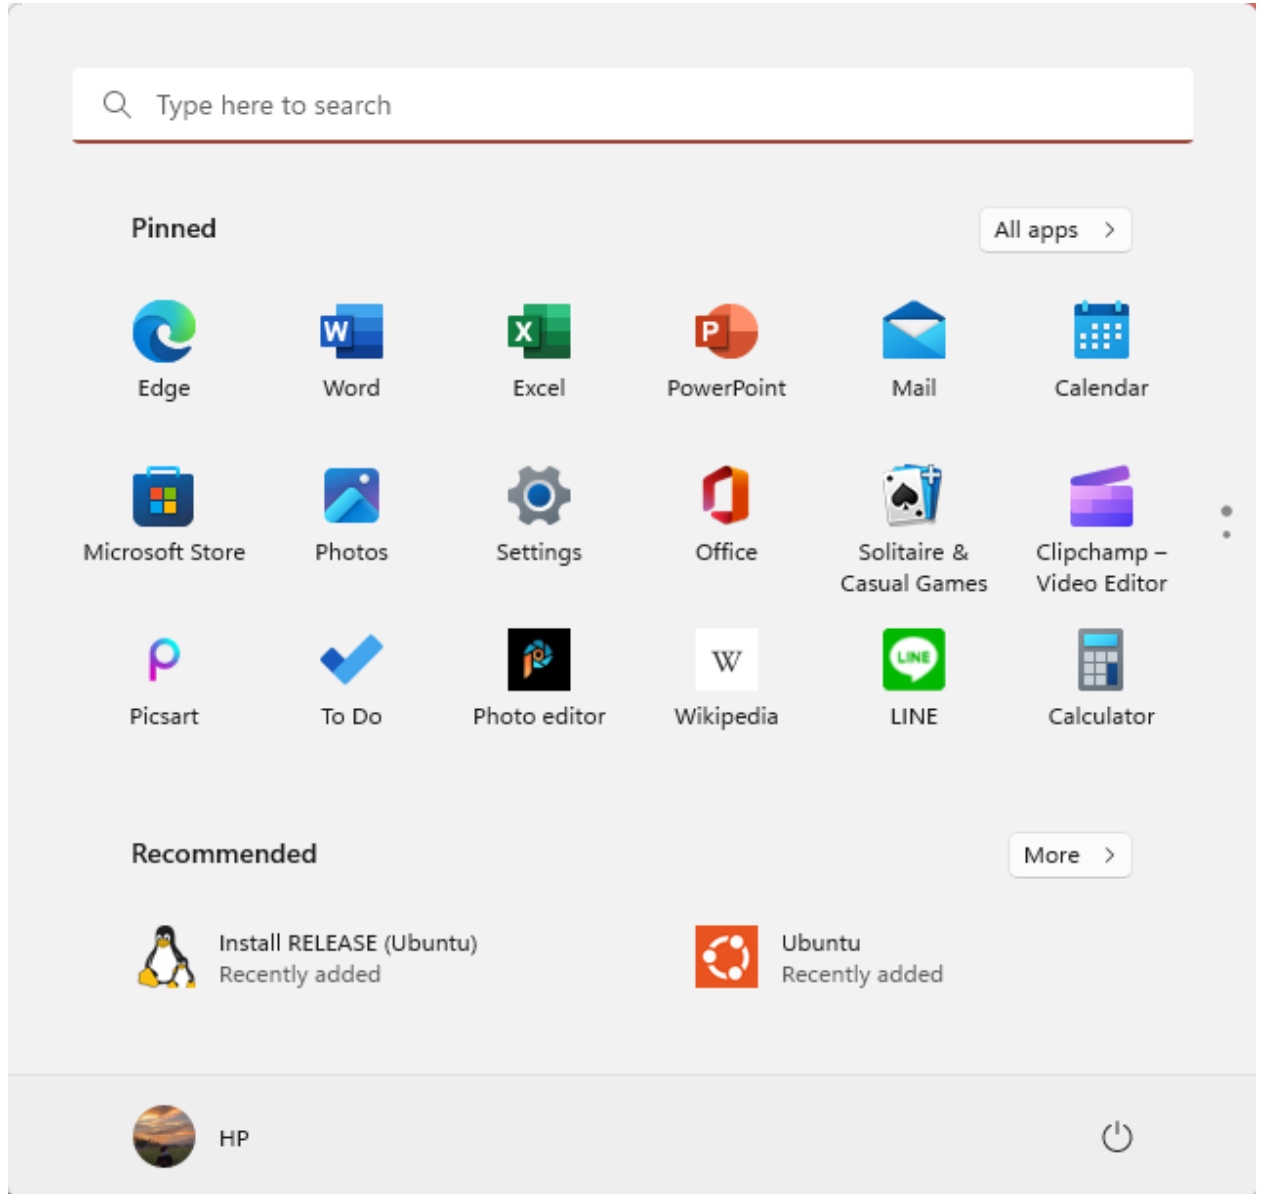 Type here to search
Pinned
All apps
Edge
Word
Excel
PowerPoint
Mail
Calendar
Microsoft Store
Photos
Settings
Office
Solitaire &
Casual Games
Clipchamp –
Video Editor
Picsart
To Do
Photo editor
W
Wikipedia
LINE
LINE
Calculator
Recommended
More
Install RELEASE (Ubuntu)
Recently added
Ubuntu
Recently added
HP